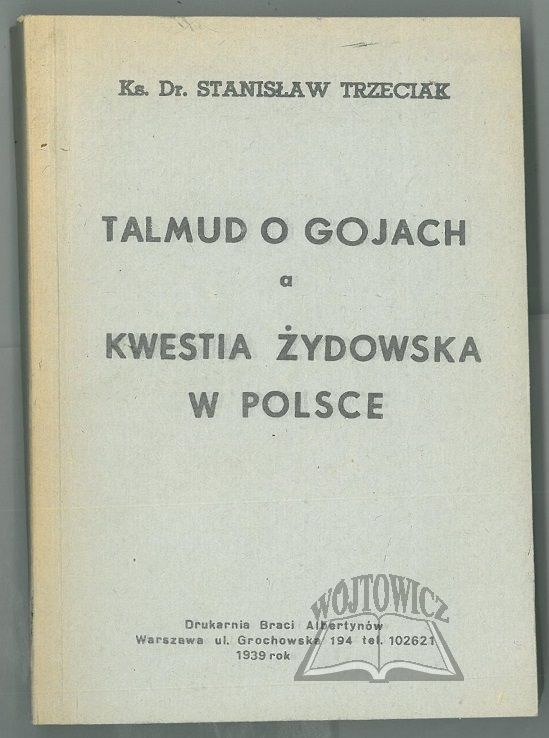 Ks. Dr. STANISŁAW TRZECIAK
TALMUD O GOJACH
a
KWESTIA ŻYDOWSKA
W POLSCE
WÓJTOWICZ
Drukarnia Braci Albertynów
Warszawa ul. Grochowska 194 tel. 102621
1939 rok